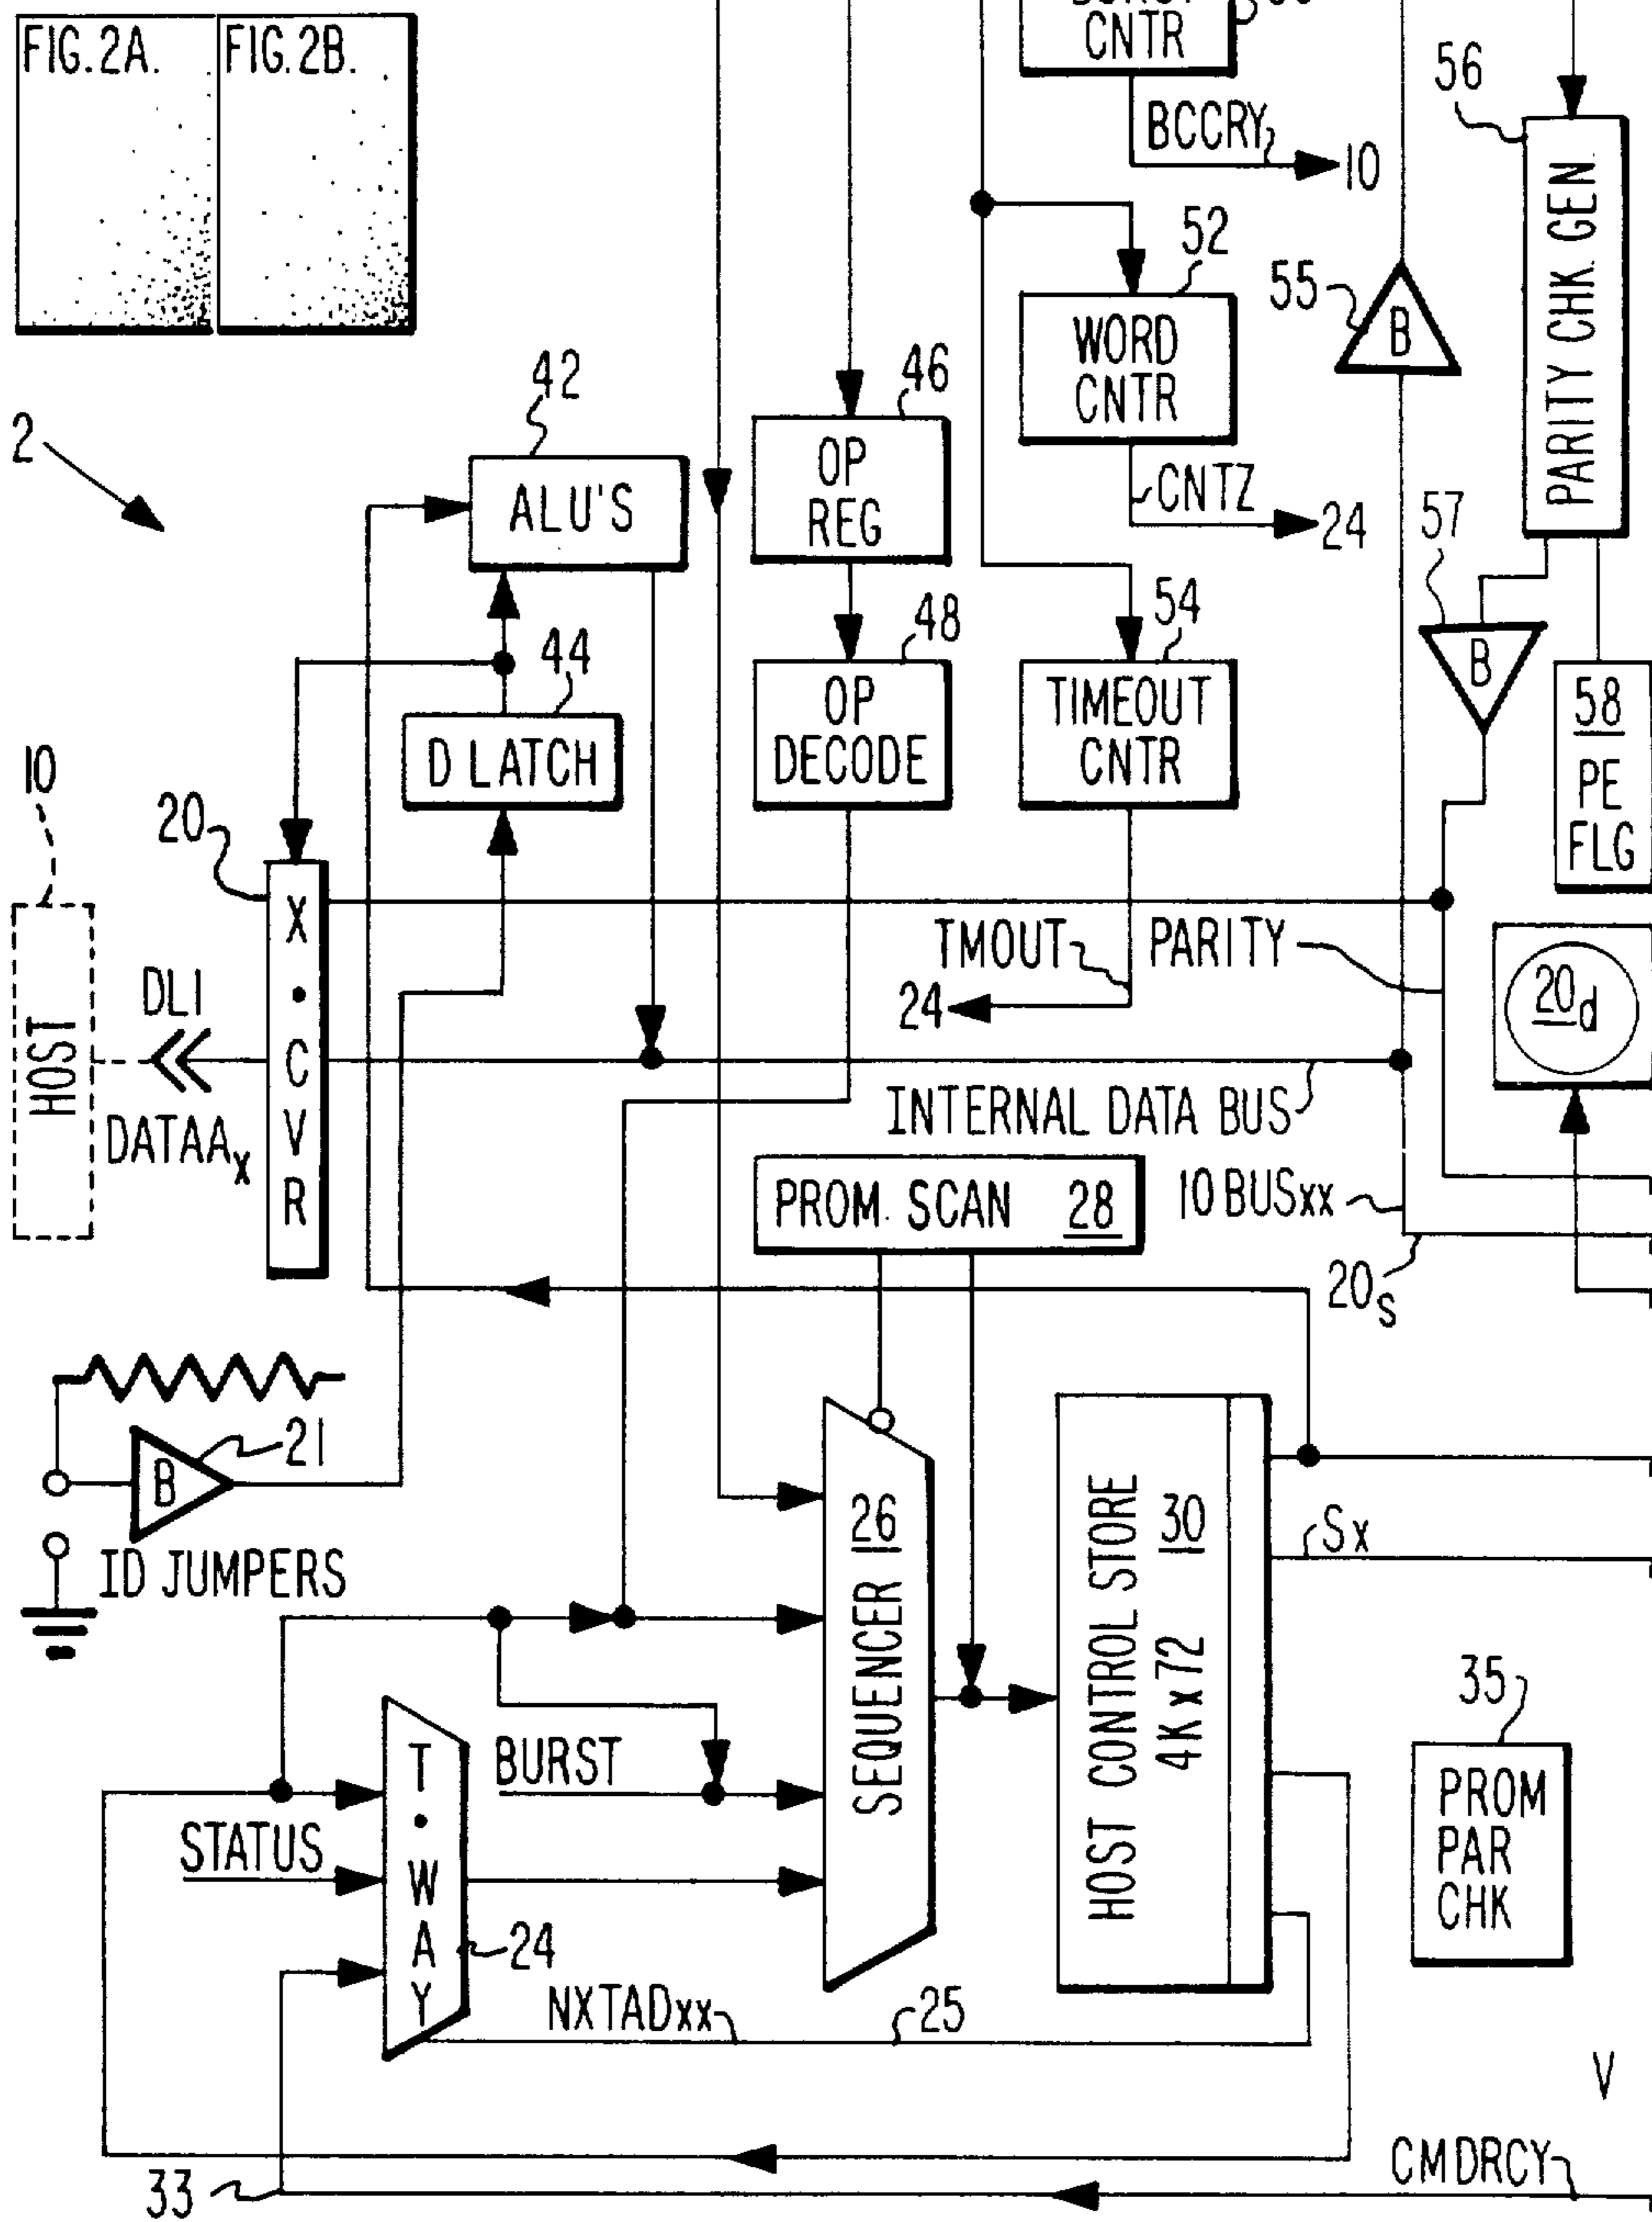 FIG.2A.
FIG.2B.
CNTR
BCCRY
10
56
PARITY CHK. GEN.
52
WORD
CNTR
CNTZ
24
55
B
46
OP
REG
42
ALU'S
2
57
B
48
OP
DECODE
54
TIMEOUT
CNTR
44
D LATCH
58
PE
FLG
10
HOST
20
X·CVR
DLI
DATAAx
TMOUT
24
PARITY
20d
INTERNAL DATA BUS
PROM. SCAN 28
10 BUSxx
20s
21
B
ID JUMPERS
SEQUENCER 26
HOST CONTROL STORE
4K x 72
30
Sx
35
PROM
PAR
CHK
BURST
STATUS
T·WAY
24
NXTADxx
25
V
CMDRCY
33